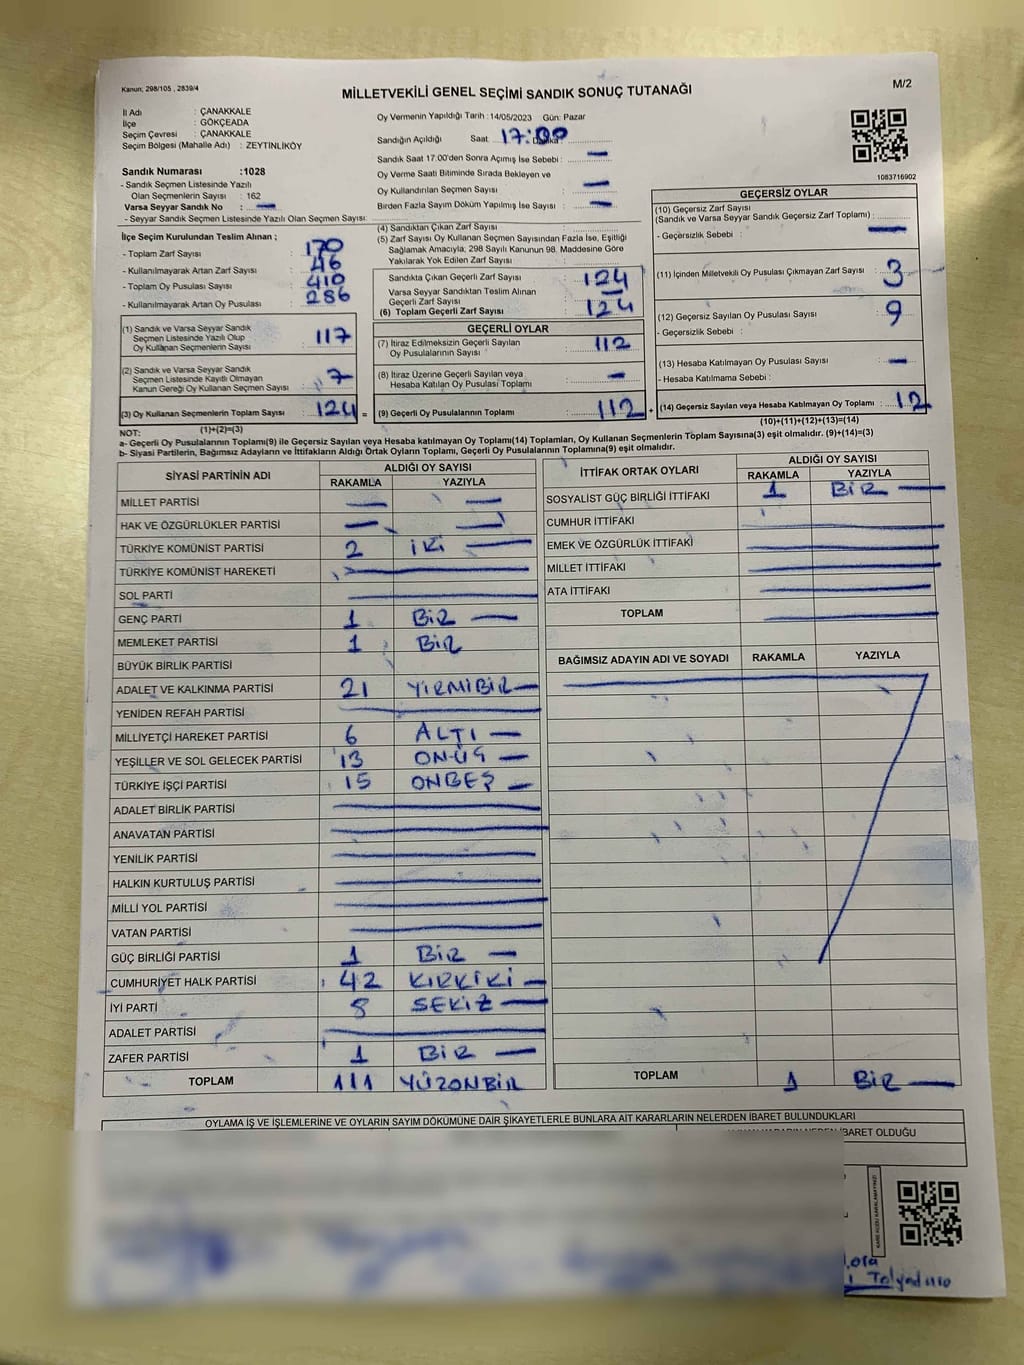 Kanun; 298/105 , 2839/4
MİLLETVEKİLİ GENEL SEÇİMİ SANDIK SONUÇ TUTANAĞI
M/2
İl Adı : ÇANAKKALE
İlçe : GÖKÇEADA
Seçim Çevresi : ÇANAKKALE
Seçim Bölgesi (Mahalle Adı) : ZEYTINLIKÖY
Sandık Numarası :1028
- Sandık Seçmen Listesinde Yazılı
Olan Seçmenlerin Sayısı : 162
Varsa Seyyar Sandık No : —
- Seyyar Sandık Seçmen Listesinde Yazılı Olan Seçmen Sayısı:
Oy Vermenin Yapıldığı Tarih :14/05/2023 Gün: Pazar
Sandığın Açıldığı Saat 17:00
Sandık Saat 17.00'den Sonra Açımış İse Sebebi : —
Oy Verme Saati Bitiminde Sırada Bekleyen ve
Oy Kullandırılan Seçmen Sayısı —
Birden Fazla Sayım Döküm Yapılmış İse Sayısı : —
1083716902
İlçe Seçim Kurulundan Teslim Alınan ;
- Toplam Zarf Sayısı : 170
- Kullanılmayarak Artan Zarf Sayısı : 46
- Toplam Oy Pusulası Sayısı : 410
- Kullanılmayarak Artan Oy Pusulası : 286
(1) Sandık ve Varsa Seyyar Sandık
Seçmen Listesinde Yazılı Olup
Oy Kullanan Seçmenlerin Sayısı 117
(2) Sandık ve Varsa Seyyar Sandık
Seçmen Listesinde Kayıtlı Olmayan
Kanun Gereği Oy Kullanan Seçmen Sayısı 7
(3) Oy Kullanan Seçmenlerin Toplam Sayısı 124 =
(1)+(2)=(3)
(4) Sandıktan Çıkan Zarf Sayısı :
(5) Zarf Sayısı Oy Kullanan Seçmen Sayısından Fazla İse, Eşitliği
Sağlamak Amacıyla, 298 Sayılı Kanunun 98. Maddesine Göre
Yakılarak Yok Edilen Zarf Sayısı :
Sandıkta Çıkan Geçerli Zarf Sayısı : 124
Varsa Seyyar Sandıktan Teslim Alınan
Geçerli Zarf Sayısı : —
(6) Toplam Geçerli Zarf Sayısı : 124
GEÇERLİ OYLAR
(7) İtiraz Edilmeksizin Geçerli Sayılan
Oy Pusulalarının Sayısı : 112
(8) İtiraz Üzerine Geçerli Sayılan veya
Hesaba Katılan Oy Pusulası Toplamı : —
(9) Geçerli Oy Pusulalarının Toplamı : 112 +
GEÇERSİZ OYLAR
(10) Geçersiz Zarf Sayısı
(Sandık ve Varsa Seyyar Sandık Geçersiz Zarf Toplamı) :
- Geçersizlik Sebebi : —
(11) İçinden Milletvekili Oy Pusulası Çıkmayan Zarf Sayısı : 3
(12) Geçersiz Sayılan Oy Pusulası Sayısı : 9
- Geçersizlik Sebebi :
(13) Hesaba Katılmayan Oy Pusulası Sayısı : —
- Hesaba Katılmama Sebebi :
(14) Geçersiz Sayılan veya Hesaba Katılmayan Oy Toplamı : 12
(10)+(11)+(12)+(13)=(14)
NOT:
a- Geçerli Oy Pusulalarının Toplamı(9) ile Geçersiz Sayılan veya Hesaba katılmayan Oy Toplamı(14) Toplamları, Oy Kullanan Seçmenlerin Toplam Sayısına(3) eşit olmalıdır. (9)+(14)=(3)
b- Siyasi Partilerin, Bağımsız Adayların ve İttifakların Aldığı Ortak Oyların Toplamı, Geçerli Oy Pusulalarının Toplamına(9) eşit olmalıdır.
SİYASİ PARTİNİN ADI ALDIĞI OY SAYISI
RAKAMLA YAZIYLA
MİLLET PARTİSİ — —
HAK VE ÖZGÜRLÜKLER PARTİSİ — —
TÜRKİYE KOMÜNİST PARTİSİ 2 İKİ —
TÜRKİYE KOMÜNİST HAREKETİ —
SOL PARTİ —
GENÇ PARTİ 1 BİR —
MEMLEKET PARTİSİ 1 BİR
BÜYÜK BİRLİK PARTİSİ
ADALET VE KALKINMA PARTİSİ 21 YİRMİBİR —
YENİDEN REFAH PARTİSİ —
MİLLİYETÇİ HAREKET PARTİSİ 6 ALTI —
YEŞİLLER VE SOL GELECEK PARTİSİ 13 ONÜÇ —
TÜRKİYE İŞÇİ PARTİSİ 15 ONBEŞ —
ADALET BİRLİK PARTİSİ —
ANAVATAN PARTİSİ —
YENİLİK PARTİSİ —
HALKIN KURTULUŞ PARTİSİ —
MİLLİ YOL PARTİSİ —
VATAN PARTİSİ —
GÜÇ BİRLİĞİ PARTİSİ 1 BİR —
CUMHURİYET HALK PARTİSİ 42 KIRKİKİ —
İYİ PARTİ 8 SEKİZ —
ADALET PARTİSİ —
ZAFER PARTİSİ 1 BİR —
TOPLAM 111 YÜZONBİR
İTTİFAK ORTAK OYLARI ALDIĞI OY SAYISI
RAKAMLA YAZIYLA
SOSYALİST GÜÇ BİRLİĞİ İTTİFAKI 1 BİR —
CUMHUR İTTİFAKI —
EMEK VE ÖZGÜRLÜK İTTİFAKI —
MİLLET İTTİFAKI —
ATA İTTİFAKI —
TOPLAM —
BAĞIMSIZ ADAYIN ADI VE SOYADI RAKAMLA YAZIYLA
TOPLAM 1 BİR —
OYLAMA İŞ VE İŞLEMLERİNE VE OYLARIN SAYIM DÖKÜMÜNE DAİR ŞİKAYETLERLE BUNLARA AİT KARARLARIN NELERDEN İBARET BULUNDUKLARI
İBARET OLDUĞU